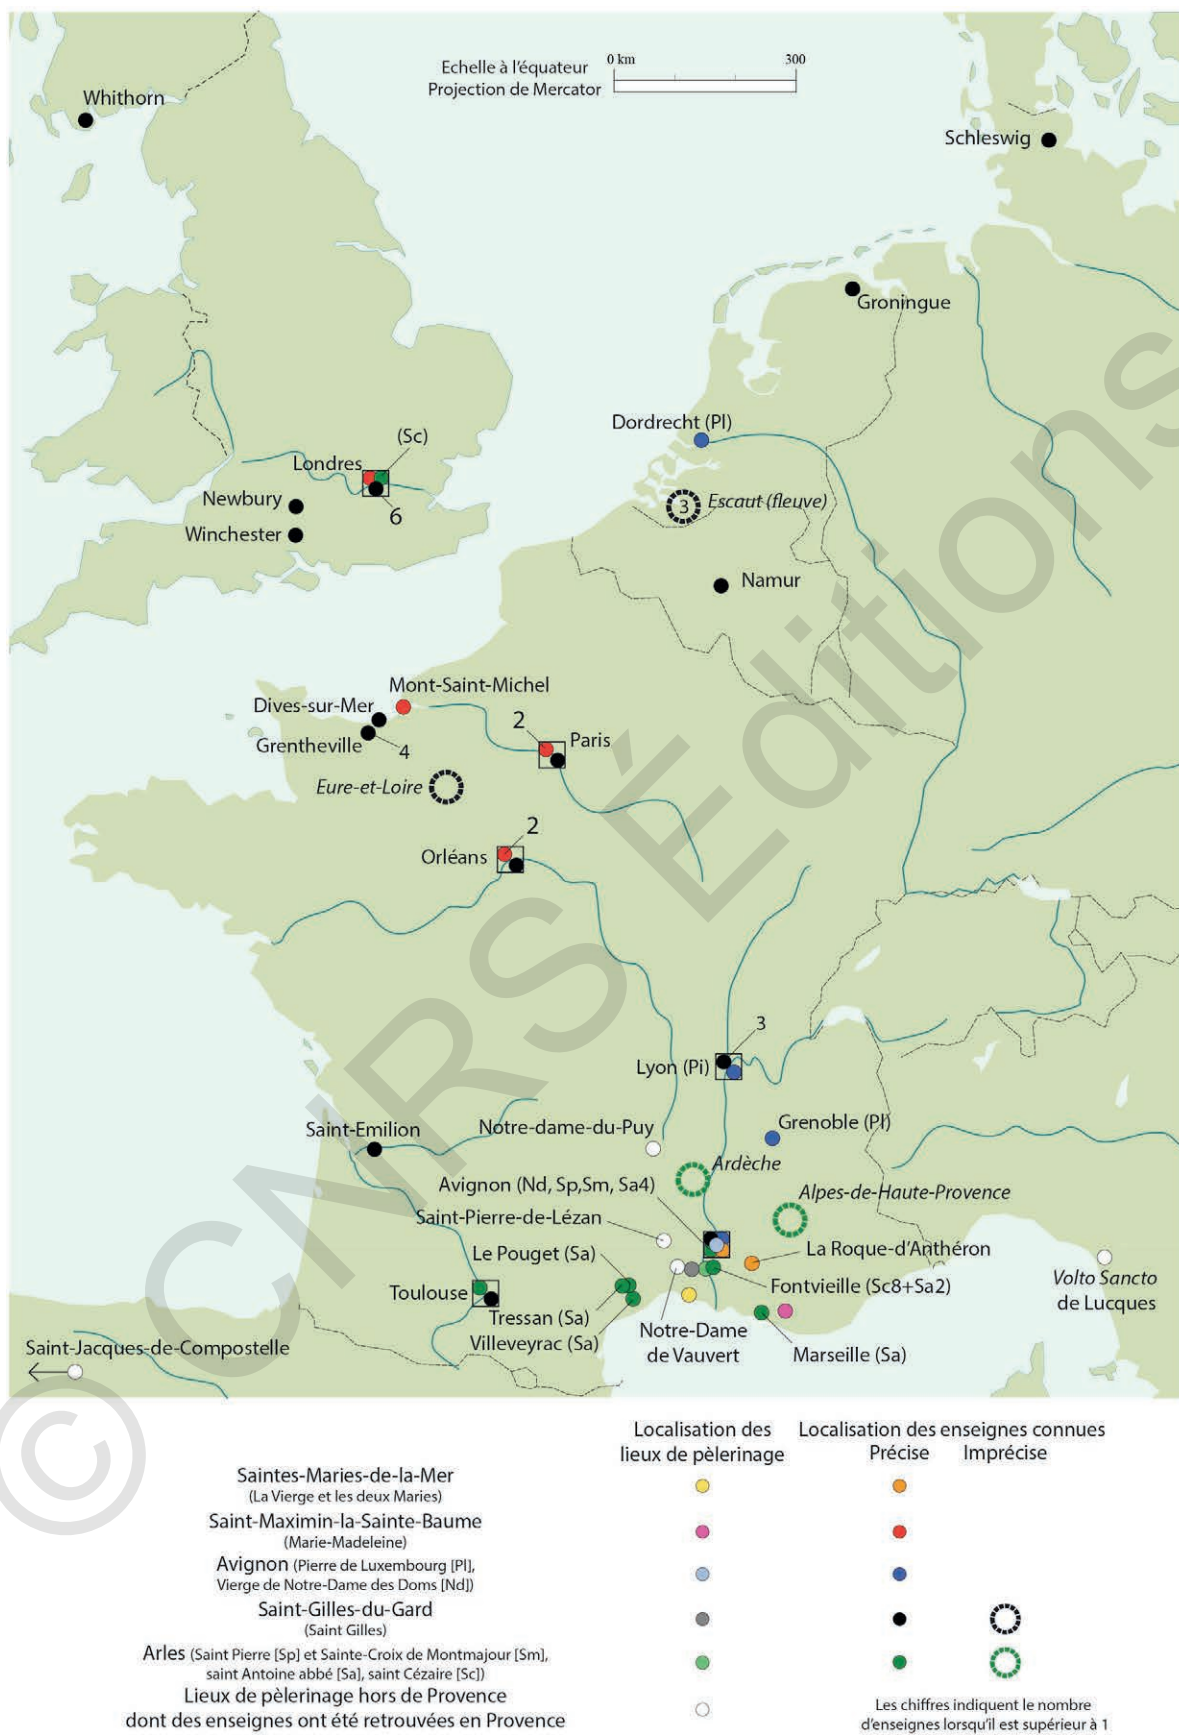 Echelle à l'équateur
Projection de Mercator
0 km
300
Whithorn
Schleswig
Groningue
Dordrecht (Pl)
(Sc)
Londres
6
Newbury
Winchester
3
Escaut (fleuve)
Namur
Mont-Saint-Michel
Dives-sur-Mer
Grentheville
4
2
Paris
Eure-et-Loire
2
Orléans
3
Lyon (Pi)
Saint-Emilion
Notre-dame-du-Puy
Grenoble (Pl)
Ardèche
Avignon (Nd, Sp,Sm, Sa4)
Alpes-de-Haute-Provence
Saint-Pierre-de-Lézan
Le Pouget (Sa)
La Roque-d'Anthéron
Toulouse
Tressan (Sa)
Villeveyrac (Sa)
Fontvieille (Sc8+Sa2)
Volto Sancto
de Lucques
Notre-Dame
de Vauvert
Marseille (Sa)
Saint-Jacques-de-Compostelle
© CNRS Éditions
Localisation des
lieux de pèlerinage
Localisation des enseignes connues
Précise
Imprécise
Saintes-Maries-de-la-Mer
(La Vierge et les deux Maries)
Saint-Maximin-la-Sainte-Baume
(Marie-Madeleine)
Avignon (Pierre de Luxembourg [Pl],
Vierge de Notre-Dame des Doms [Nd])
Saint-Gilles-du-Gard
(Saint Gilles)
Arles (Saint Pierre [Sp] et Sainte-Croix de Montmajour [Sm],
saint Antoine abbé [Sa], saint Cézaire [Sc])
Lieux de pèlerinage hors de Provence
dont des enseignes ont été retrouvées en Provence
Les chiffres indiquent le nombre
d'enseignes lorsqu'il est supérieur à 1